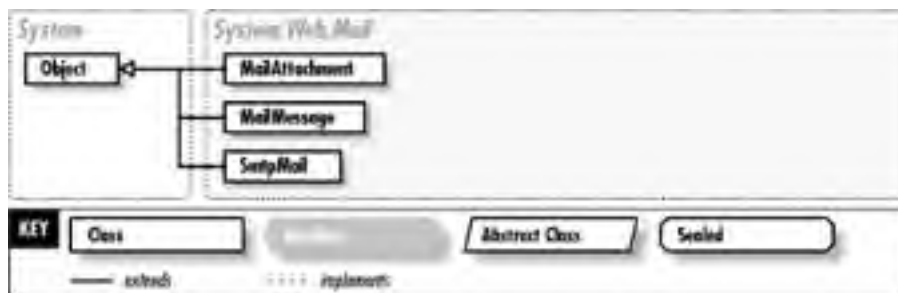 System
System.Web.Mail
Object
MailAttachment
MailMessage
SmtpMail
KEY
Class
Abstract Class
Sealed
extends
implements